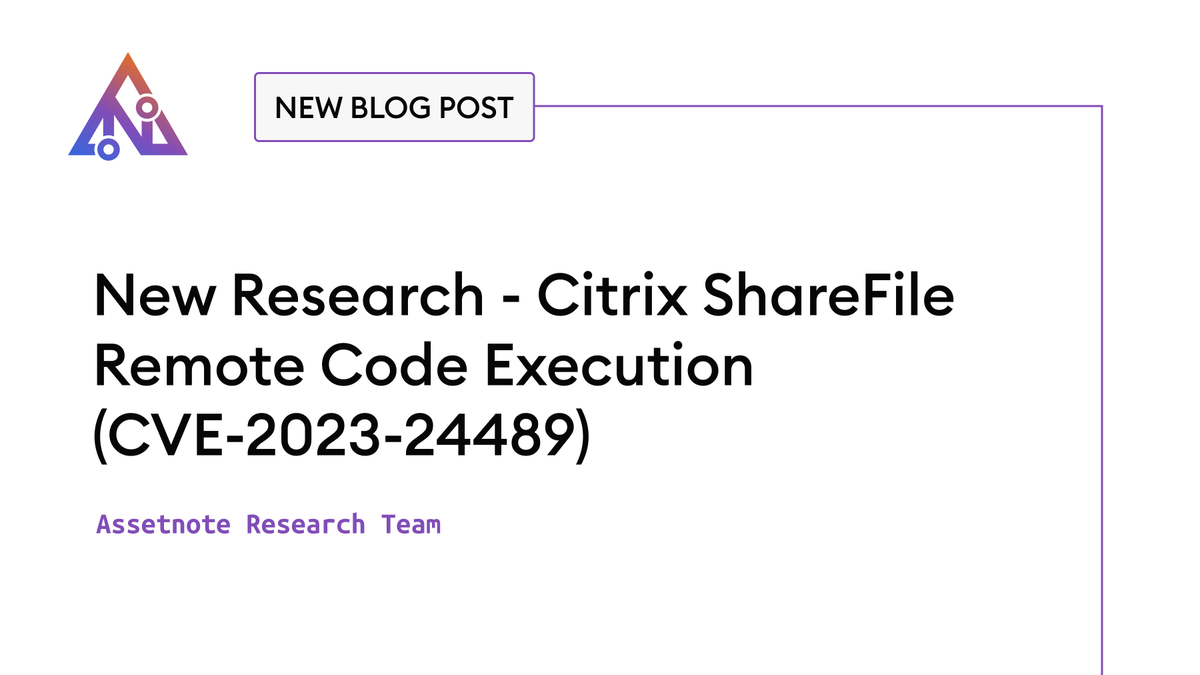 NEW BLOG POST
New Research - Citrix ShareFile
Remote Code Execution
(CVE-2023-24489)
Assetnote Research Team